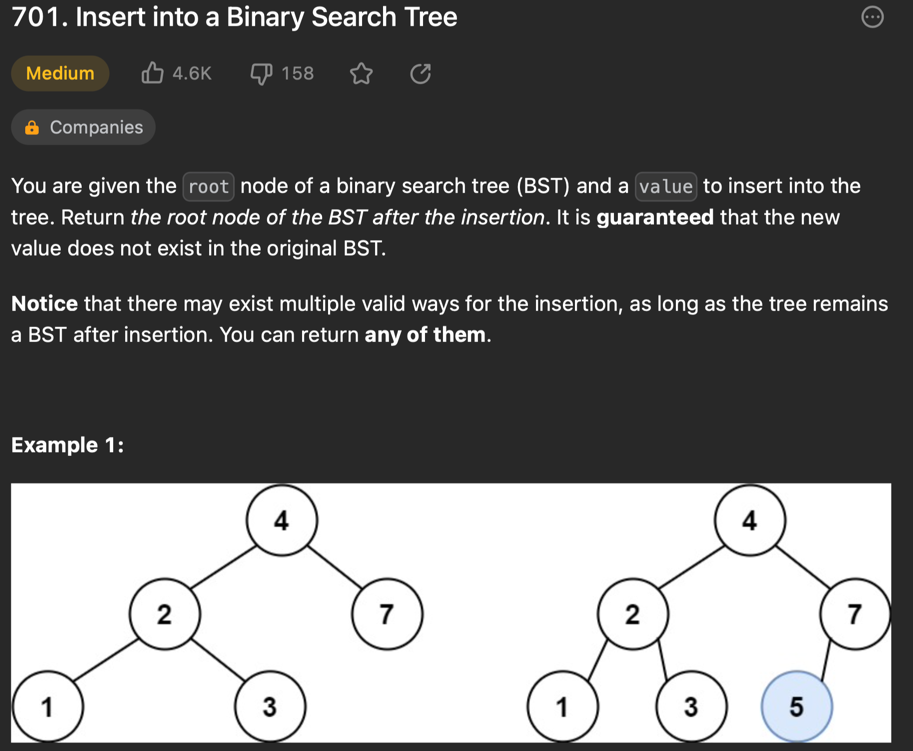 701. Insert into a Binary Search Tree
Medium 4.6K 158
Companies
You are given the root node of a binary search tree (BST) and a value to insert into the
tree. Return the root node of the BST after the insertion. It is guaranteed that the new
value does not exist in the original BST.
Notice that there may exist multiple valid ways for the insertion, as long as the tree remains
a BST after insertion. You can return any of them.
Example 1:
4 4
2 7 2 7
1 3 1 3 5